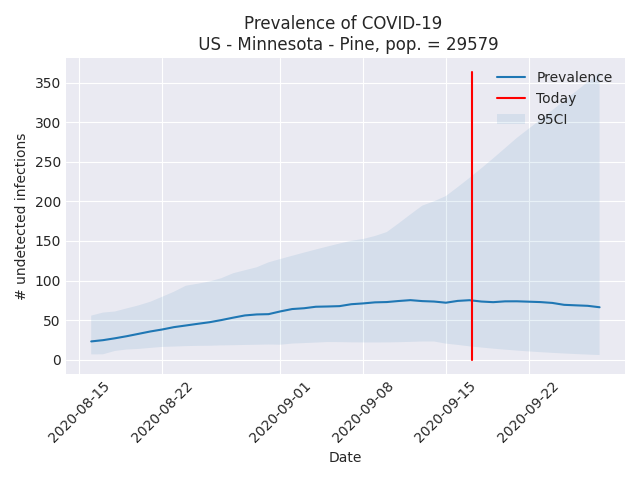 Prevalence of COVID-19
US - Minnesota - Pine, pop. = 29579
# undetected infections
350
300
250
200
150
100
50
0
Prevalence
Today
95CI
2020-08-15
2020-08-22
2020-09-01
2020-09-08
2020-09-15
2020-09-22
Date